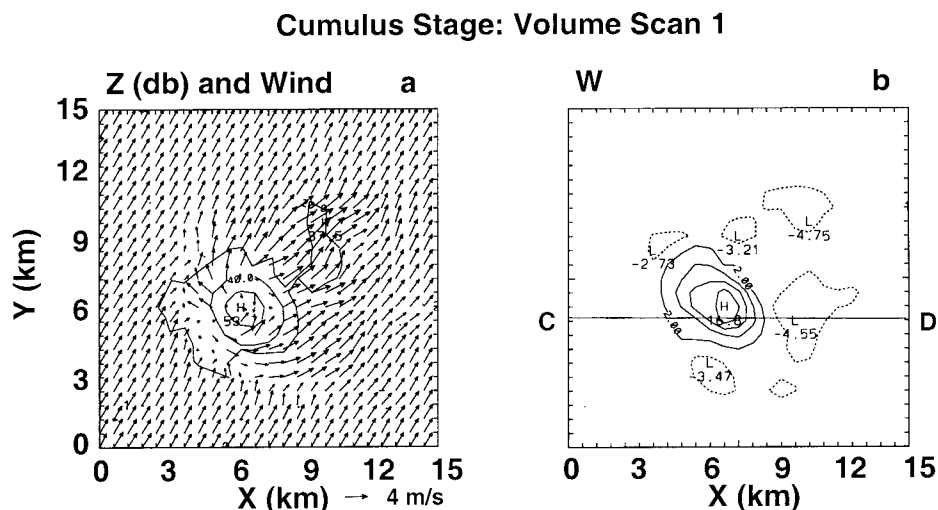 Cumulus Stage: Volume Scan 1
Z (db) and Wind a
W b
15
12
9
6
3
0
Y (km)
40.0
H
H
L
-4.75
L
-3.21
-2.73
2.00
H
2.00
C
D
L
-4.55
L
-3.47
0 3 6 9 12 15
X (km) → 4 m/s
0 3 6 9 12 15
X (km)